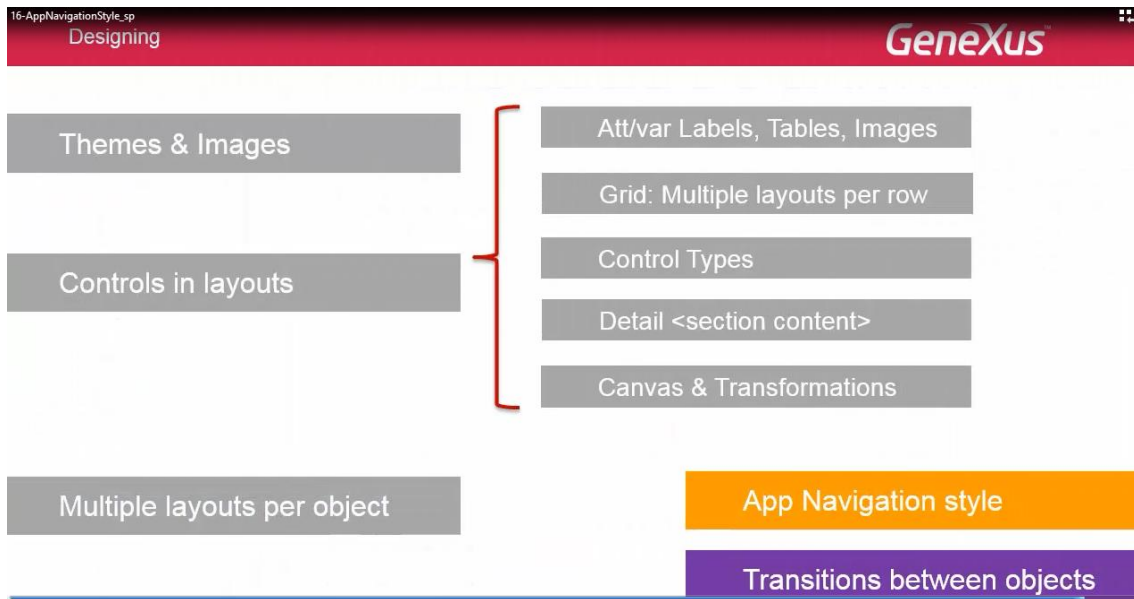 16-AppNavigationStyle_sp
Designing
GeneXus™
Themes & Images
Controls in layouts
Att/var Labels, Tables, Images
Grid: Multiple layouts per row
Control Types
Detail <section content>
Canvas & Transformations
Multiple layouts per object
App Navigation style
Transitions between objects